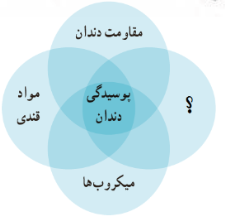 مقاومت دندان
پوسیدگی
دندان
مواد
قندی
میکروب‌ها